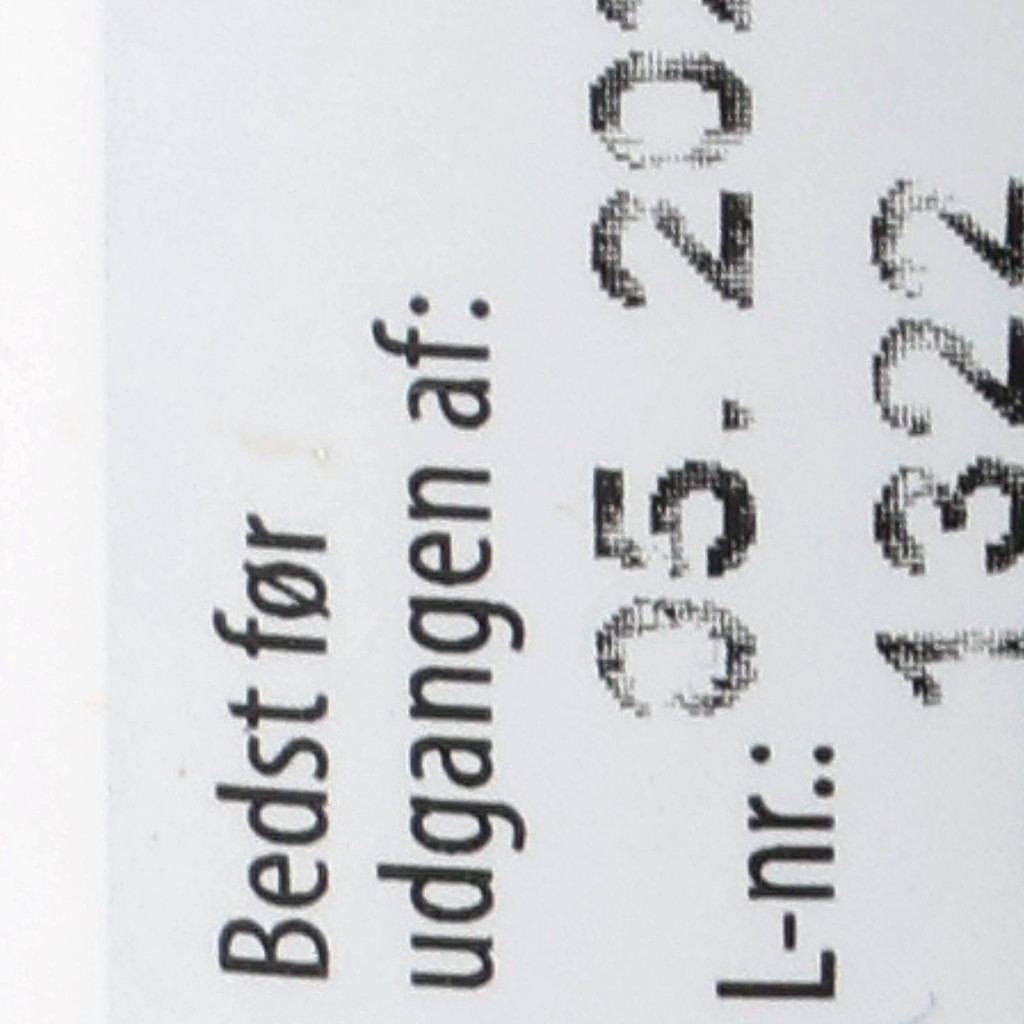 Bedst før
udgangen af:
05. 202
L-nr.:
1322